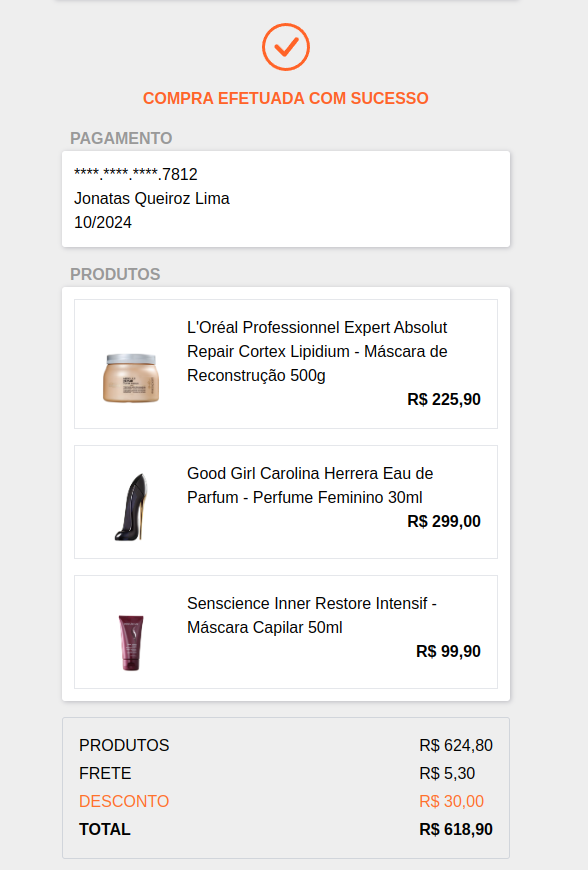 COMPRA EFETUADA COM SUCESSO
PAGAMENTO
****.****.****.7812
Jonatas Queiroz Lima
10/2024
PRODUTOS
L'Oréal Professionnel Expert Absolut
Repair Cortex Lipidium - Máscara de
Reconstrução 500g
R$ 225,90
Good Girl Carolina Herrera Eau de
Parfum - Perfume Feminino 30ml
R$ 299,00
Senscience Inner Restore Intensif -
Máscara Capilar 50ml
R$ 99,90
PRODUTOS R$ 624,80
FRETE R$ 5,30
DESCONTO R$ 30,00
TOTAL R$ 618,90